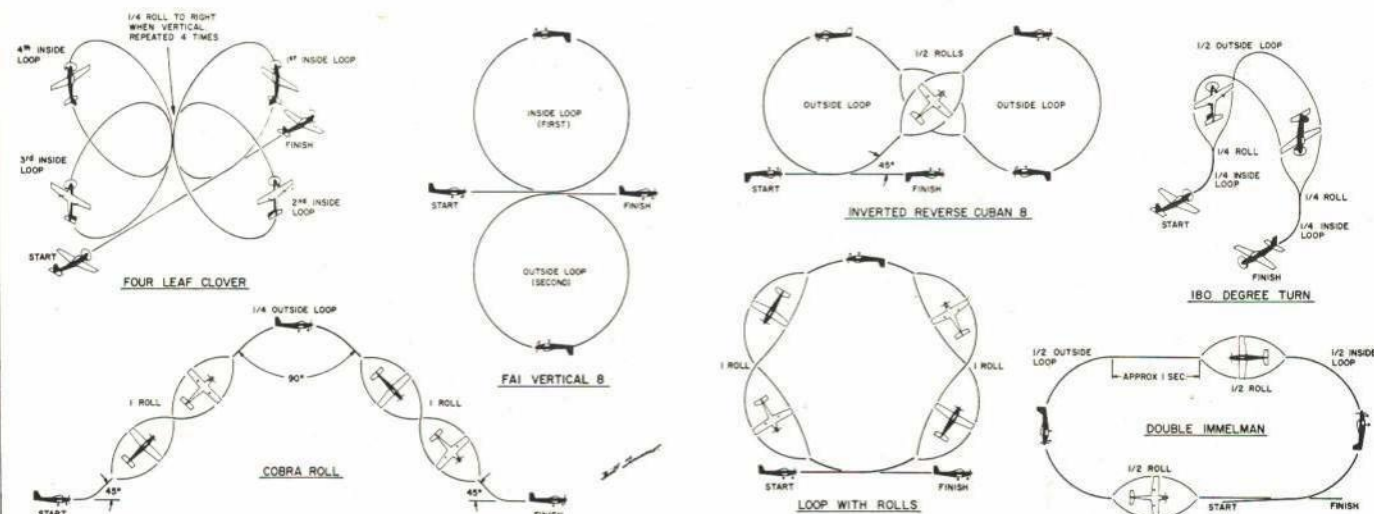 1/4 ROLL TO RIGHT
WHEN VERTICAL.
REPEATED 4 TIMES
4TH INSIDE
LOOP
1ST INSIDE LOOP
FINISH
3RD INSIDE
LOOP
2ND INSIDE
LOOP
START
FOUR LEAF CLOVER
INSIDE LOOP
(FIRST)
START
FINISH
OUTSIDE LOOP
(SECOND)
FAI VERTICAL 8
1/2 ROLLS
OUTSIDE LOOP
OUTSIDE LOOP
45°
START
FINISH
INVERTED REVERSE CUBAN 8
1/2 OUTSIDE LOOP
1/4 ROLL
1/4 INSIDE
LOOP
START
1/4 ROLL
1/4 INSIDE
LOOP
FINISH
180 DEGREE TURN
1/4 OUTSIDE LOOP
90°
1 ROLL
1 ROLL
COBRA ROLL
45°
45°
START
FINISH
1 ROLL
1 ROLL
START
FINISH
LOOP WITH ROLLS
1/2 OUTSIDE
LOOP
APPROX 1 SEC.
1/2 ROLL
1/2 INSIDE
LOOP
DOUBLE IMMELMAN
1/2 ROLL
START
FINISH